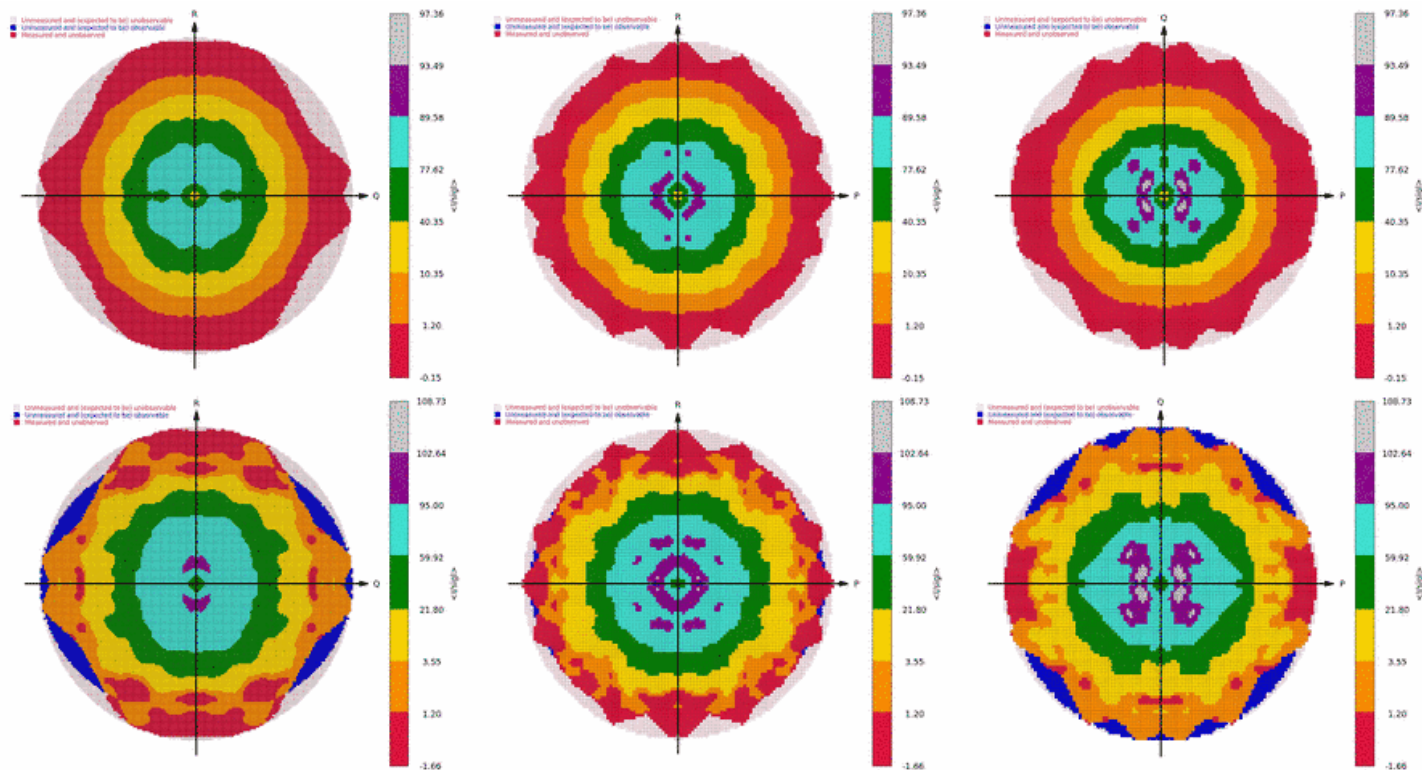 R
Unmeasured and (expected to be) unobservable
Unmeasured and (expected to be) observable
Measured and unobserved
97.36
93.49
89.58
77.62
40.35
10.35
1.20
-0.15
<I/sigI>
Q
R
Unmeasured and (expected to be) unobservable
Unmeasured and (expected to be) observable
Measured and unobserved
97.36
93.49
89.58
77.62
40.35
10.35
1.20
-0.15
<I/sigI>
P
Q
Unmeasured and (expected to be) unobservable
Unmeasured and (expected to be) observable
Measured and unobserved
97.36
93.49
89.58
77.62
40.35
10.35
1.20
-0.15
<I/sigI>
P
R
Unmeasured and (expected to be) unobservable
Unmeasured and (expected to be) observable
Measured and unobserved
108.73
102.64
95.00
59.92
21.80
3.55
1.20
-1.66
<I/sigI>
Q
R
Unmeasured and (expected to be) unobservable
Unmeasured and (expected to be) observable
Measured and unobserved
108.73
102.64
95.00
59.92
21.80
3.55
1.20
-1.66
<I/sigI>
P
Q
Unmeasured and (expected to be) unobservable
Unmeasured and (expected to be) observable
Measured and unobserved
108.73
102.64
95.00
59.92
21.80
3.55
1.20
-1.66
<I/sigI>
P